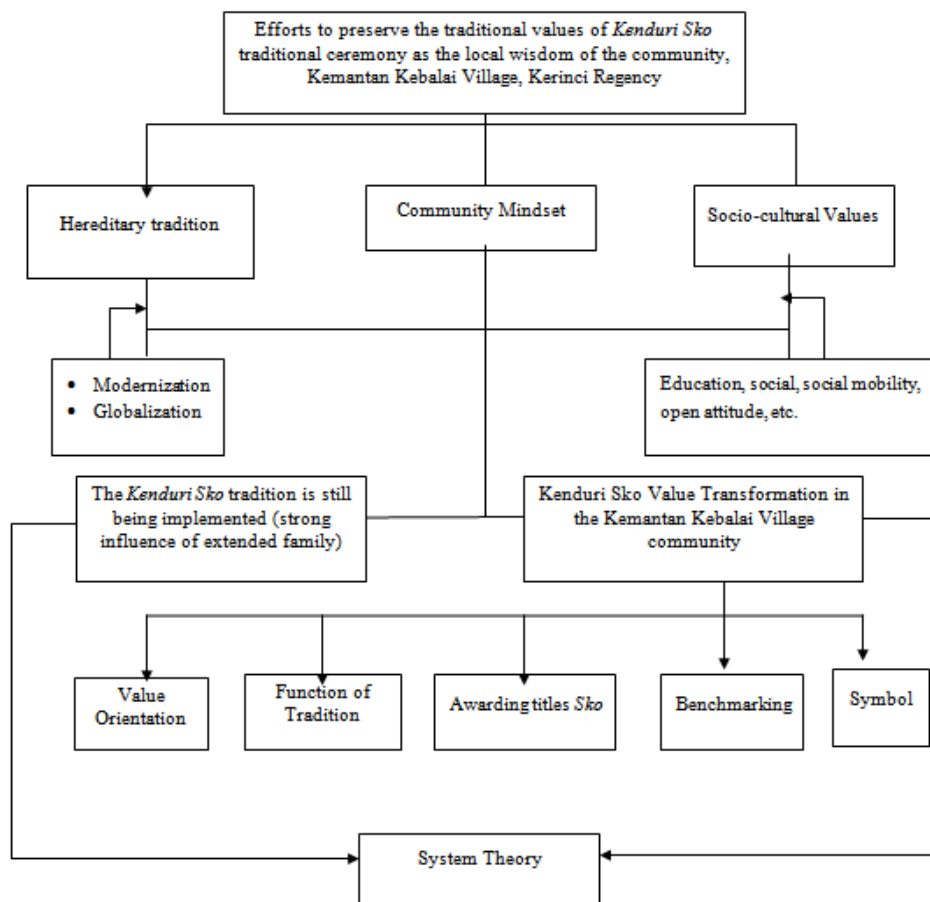 Efforts to preserve the traditional values of Kenduri Sko
traditional ceremony as the local wisdom of the community,
Kemantan Kebalai Village, Kerinci Regency
Hereditary tradition
Community Mindset
Socio-cultural Values
• Modernization
• Globalization
Education, social, social mobility,
open attitude, etc.
The Kenduri Sko tradition is still
being implemented (strong
influence of extended family)
Kenduri Sko Value Transformation in
the Kemantan Kebalai Village
community
Value
Orientation
Function of
Tradition
Awarding titles Sko
Benchmarking
Symbol
System Theory